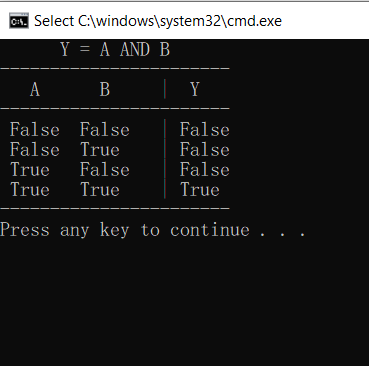 Select C:\windows\system32\cmd.exe
Y = A AND B
-----------------------
A B | Y
-----------------------
False False | False
False True | False
True False | False
True True | True
-----------------------
Press any key to continue . . .